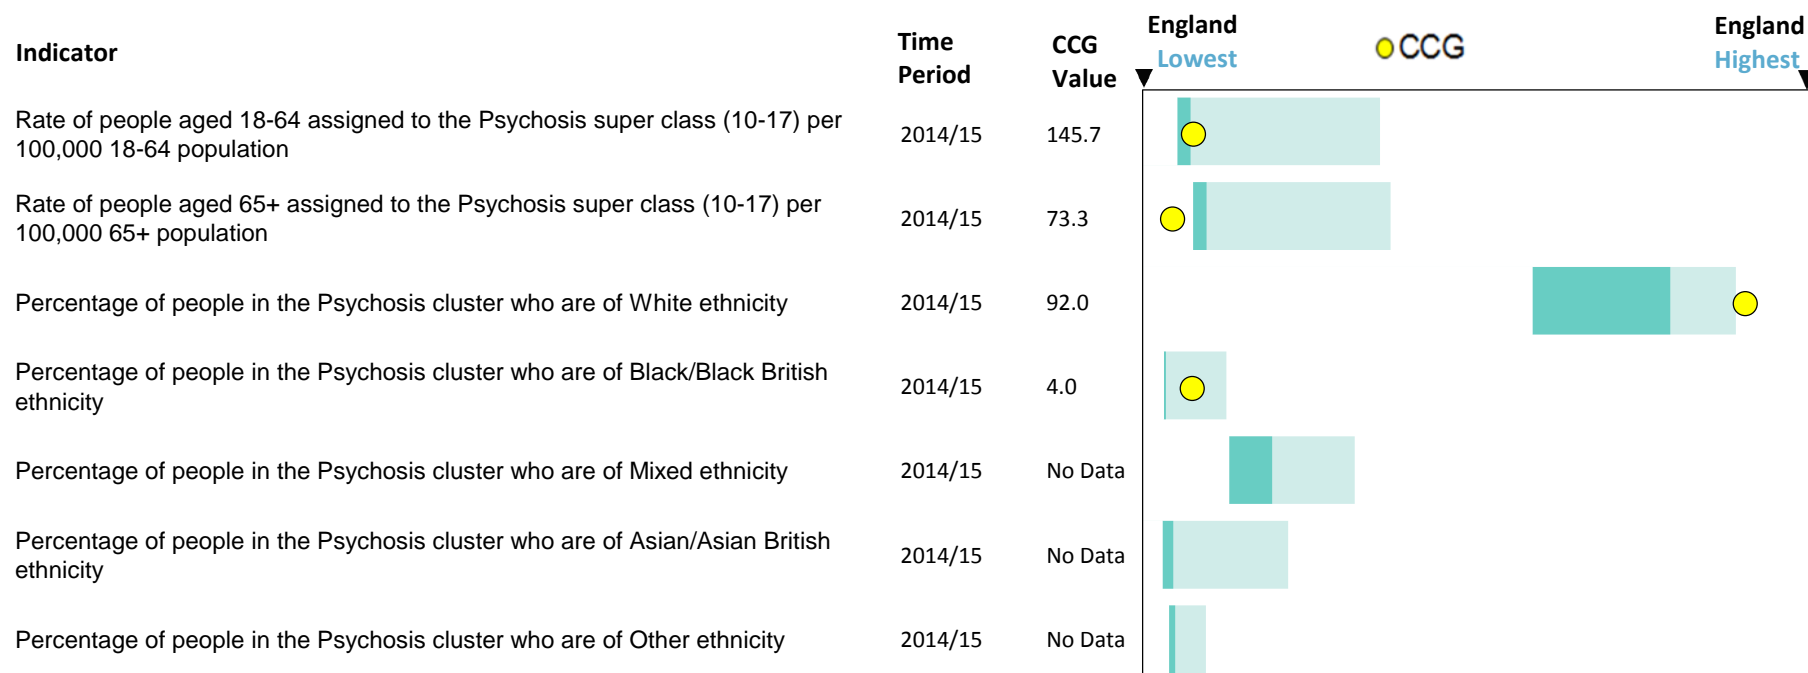 Indicator
Time Period
CCG Value
England Lowest
CCG
England Highest
Rate of people aged 18-64 assigned to the Psychosis super class (10-17) per
100,000 18-64 population
2014/15
145.7
Rate of people aged 65+ assigned to the Psychosis super class (10-17) per
100,000 65+ population
2014/15
73.3
Percentage of people in the Psychosis cluster who are of White ethnicity
2014/15
92.0
Percentage of people in the Psychosis cluster who are of Black/Black British
ethnicity
2014/15
4.0
Percentage of people in the Psychosis cluster who are of Mixed ethnicity
2014/15
No Data
Percentage of people in the Psychosis cluster who are of Asian/Asian British
ethnicity
2014/15
No Data
Percentage of people in the Psychosis cluster who are of Other ethnicity
2014/15
No Data